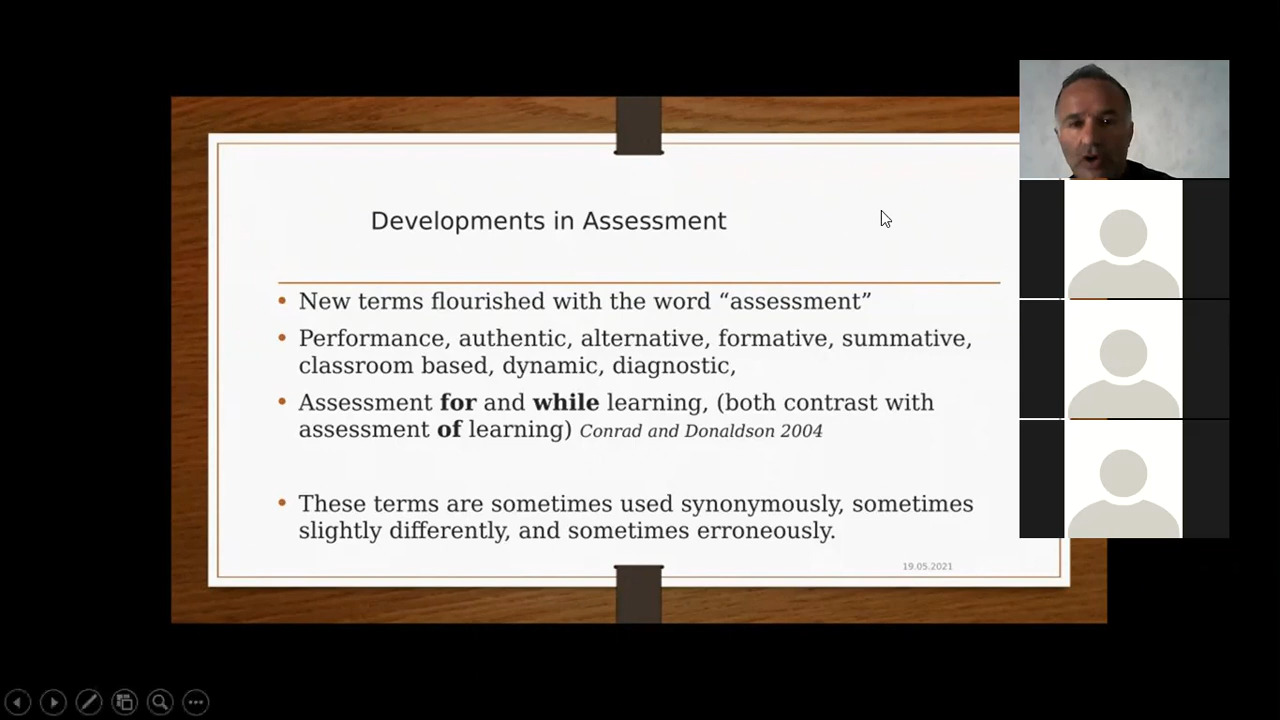 Developments in Assessment
• New terms flourished with the word “assessment”
• Performance, authentic, alternative, formative, summative,
classroom based, dynamic, diagnostic,
• Assessment for and while learning, (both contrast with
assessment of learning) Conrad and Donaldson 2004
• These terms are sometimes used synonymously, sometimes
slightly differently, and sometimes erroneously.
19.05.2021